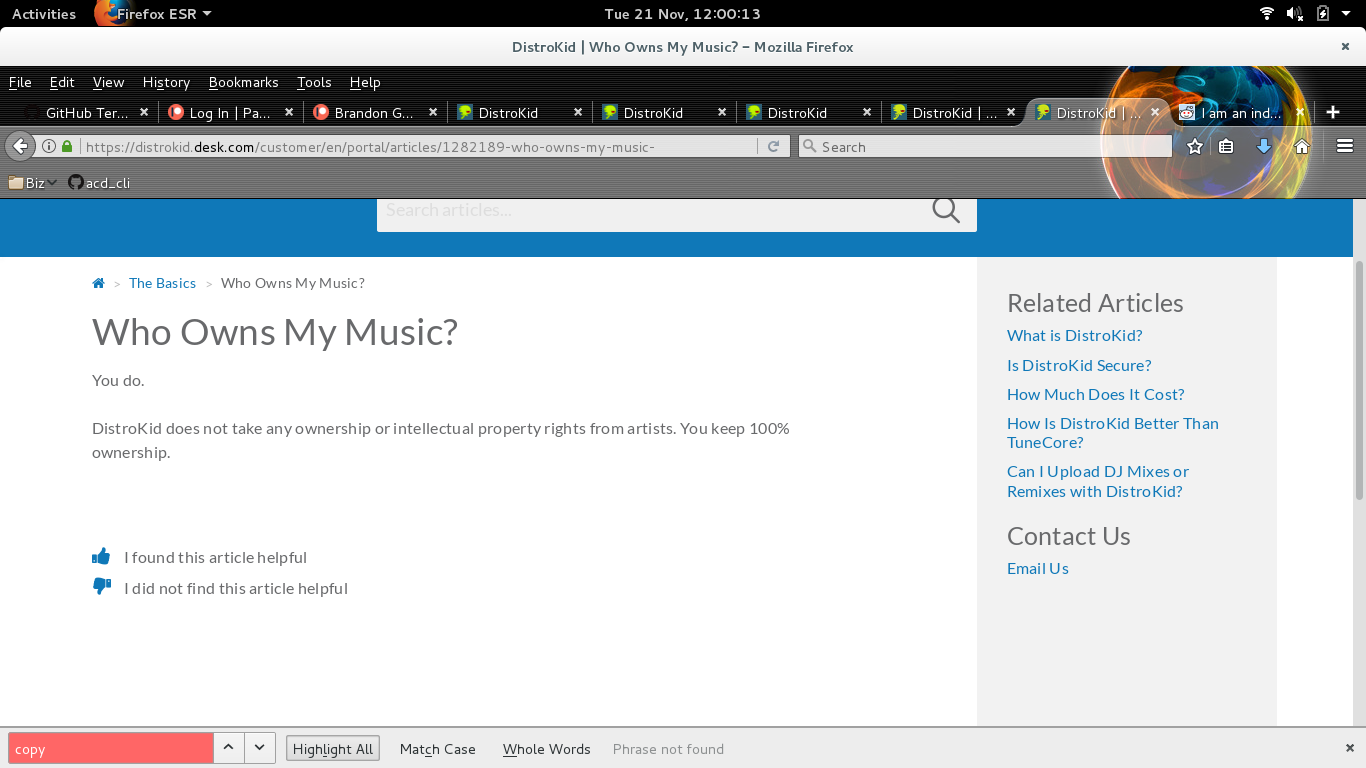 Activities Firefox ESR Tue 21 Nov, 12:00:13
DistroKid | Who Owns My Music? – Mozilla Firefox
File Edit View History Bookmarks Tools Help
GitHub Ter... Log In | Pa... Brandon G... DistroKid DistroKid DistroKid DistroKid | ... DistroKid | ... I am an ind...
https://distrokid.desk.com/customer/en/portal/articles/1282189-who-owns-my-music- Search
Biz acd_cli
Search articles...
> The Basics > Who Owns My Music?
Who Owns My Music?
You do.
DistroKid does not take any ownership or intellectual property rights from artists. You keep 100%
ownership.
I found this article helpful
I did not find this article helpful
Related Articles
What is DistroKid?
Is DistroKid Secure?
How Much Does It Cost?
How Is DistroKid Better Than
TuneCore?
Can I Upload DJ Mixes or
Remixes with DistroKid?
Contact Us
Email Us
copy Highlight All Match Case Whole Words Phrase not found